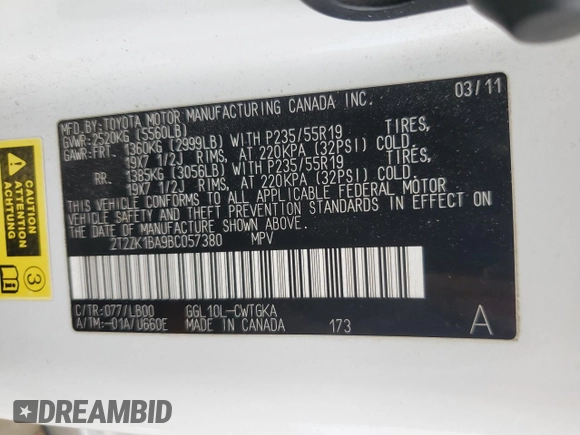 03/11
MFD.BY:TOYOTA MOTOR MANUFACTURING CANADA INC.
GVWR:2520KG (5560LB)
GAWR:FRT. 1360KG (2999LB) WITH P235/55R19 TIRES,
19X7 1/2J RIMS, AT 220KPA (32PSI) COLD.
RR. 1385KG (3056LB) WITH P235/55R19 TIRES,
19X7 1/2J RIMS, AT 220KPA (32PSI) COLD.
THIS VEHICLE CONFORMS TO ALL APPLICABLE FEDERAL MOTOR
VEHICLE SAFETY AND THEFT PREVENTION STANDARDS IN EFFECT ON
THE DATE OF MANUFACTURE SHOWN ABOVE.
2T2ZK1BA9BC057380 MPV
C/TR:077/LB00 GGL10L-CWTGKA
A/TM:-01A/U660E MADE IN CANADA 173 A
CAUTION
ATTENTION
ACHTUNG
3
DREAMBID
DREAMBID